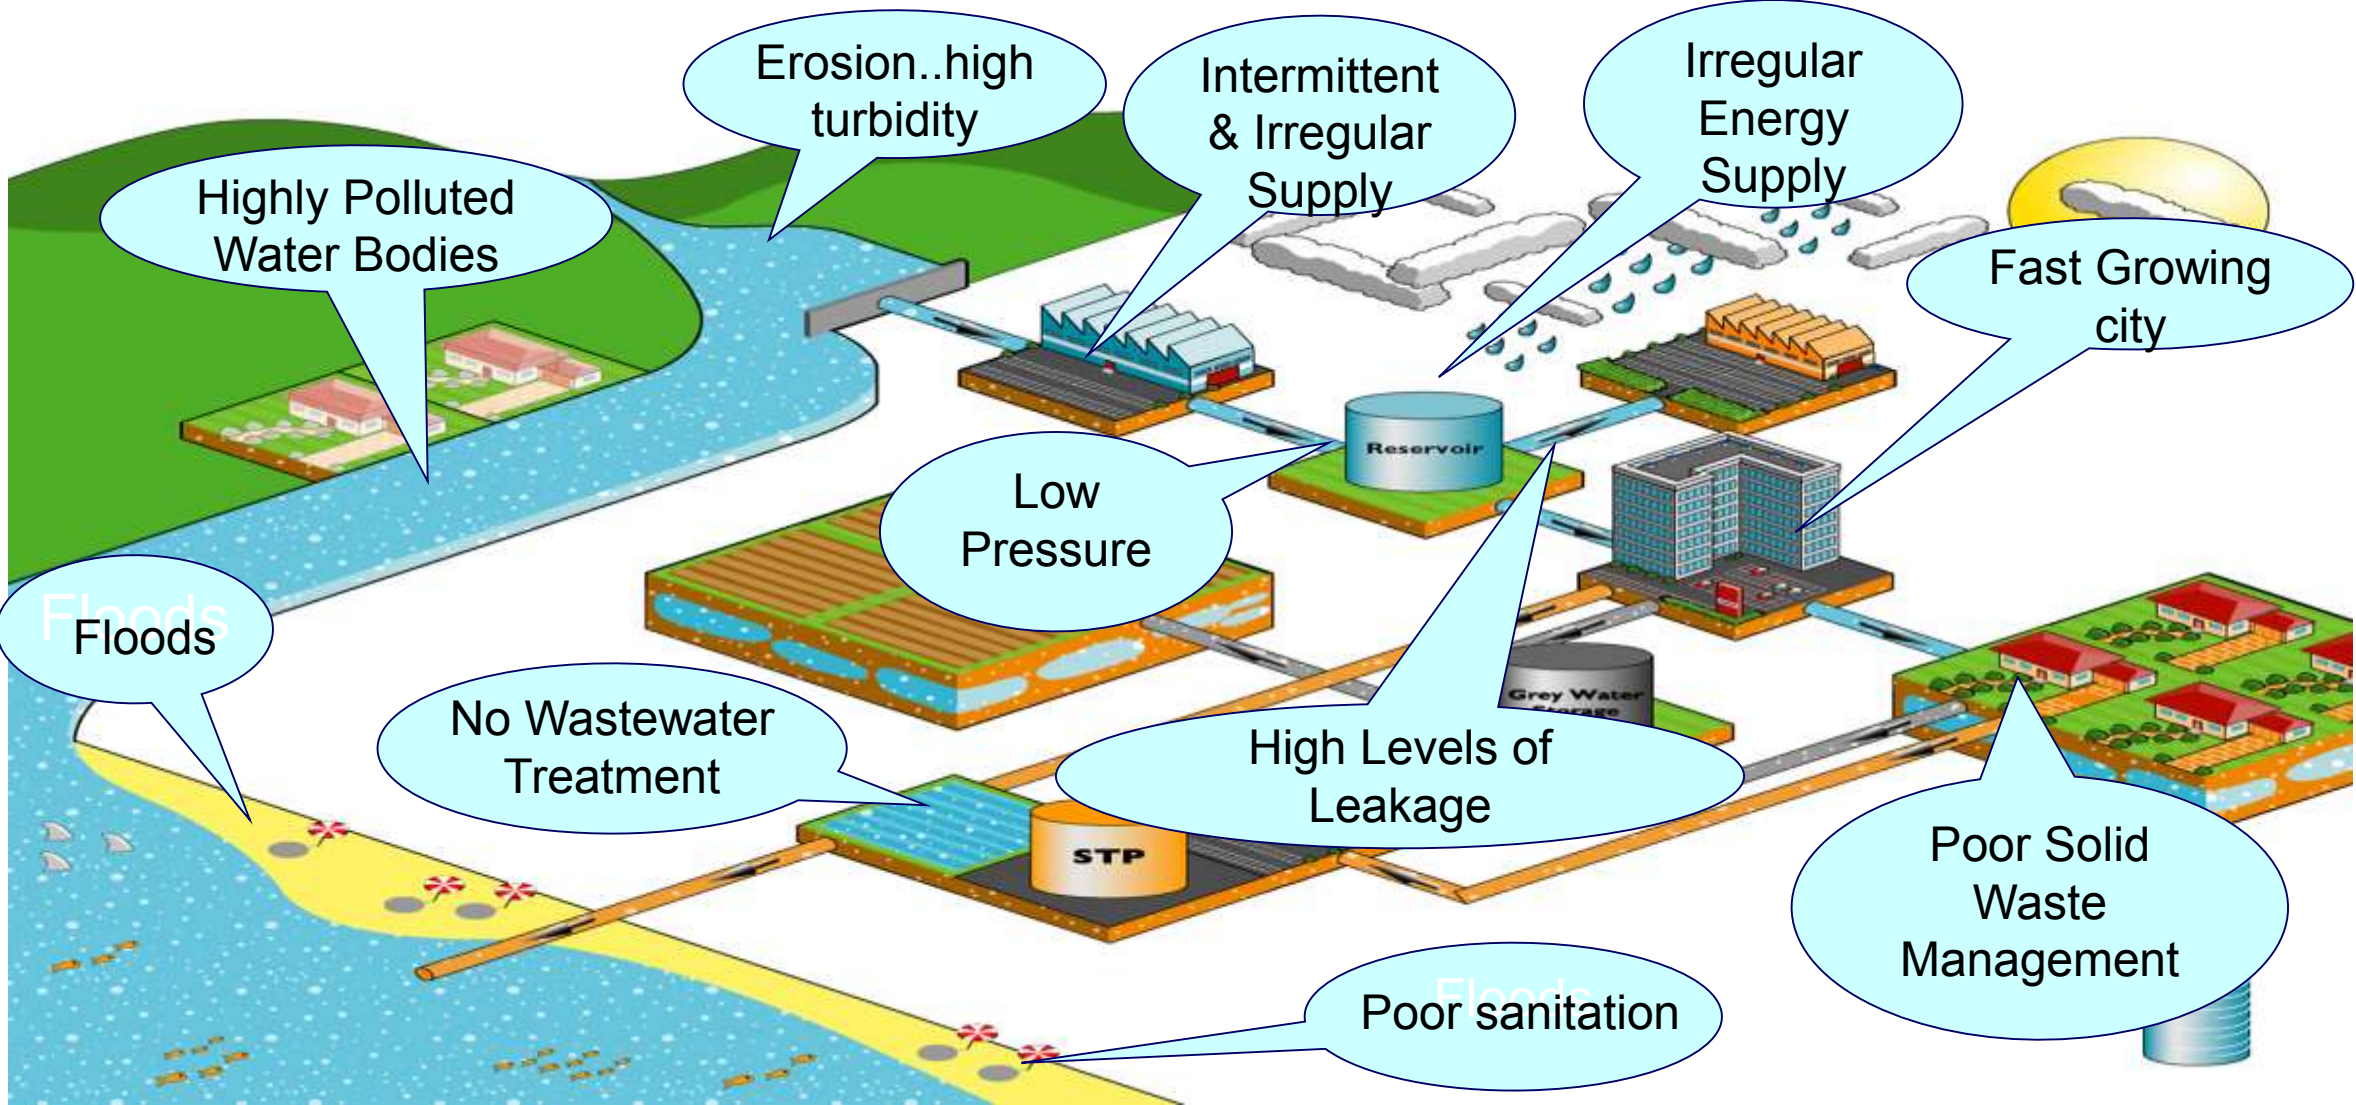 Erosion..high
turbidity
Intermittent
& Irregular
Supply
Irregular
Energy
Supply
Highly Polluted
Water Bodies
Fast Growing
city
Reservoir
Low
Pressure
Floods
Floods
No Wastewater
Treatment
Grey Water
Storage
High Levels of
Leakage
STP
Poor Solid
Waste
Management
Floods
Poor sanitation